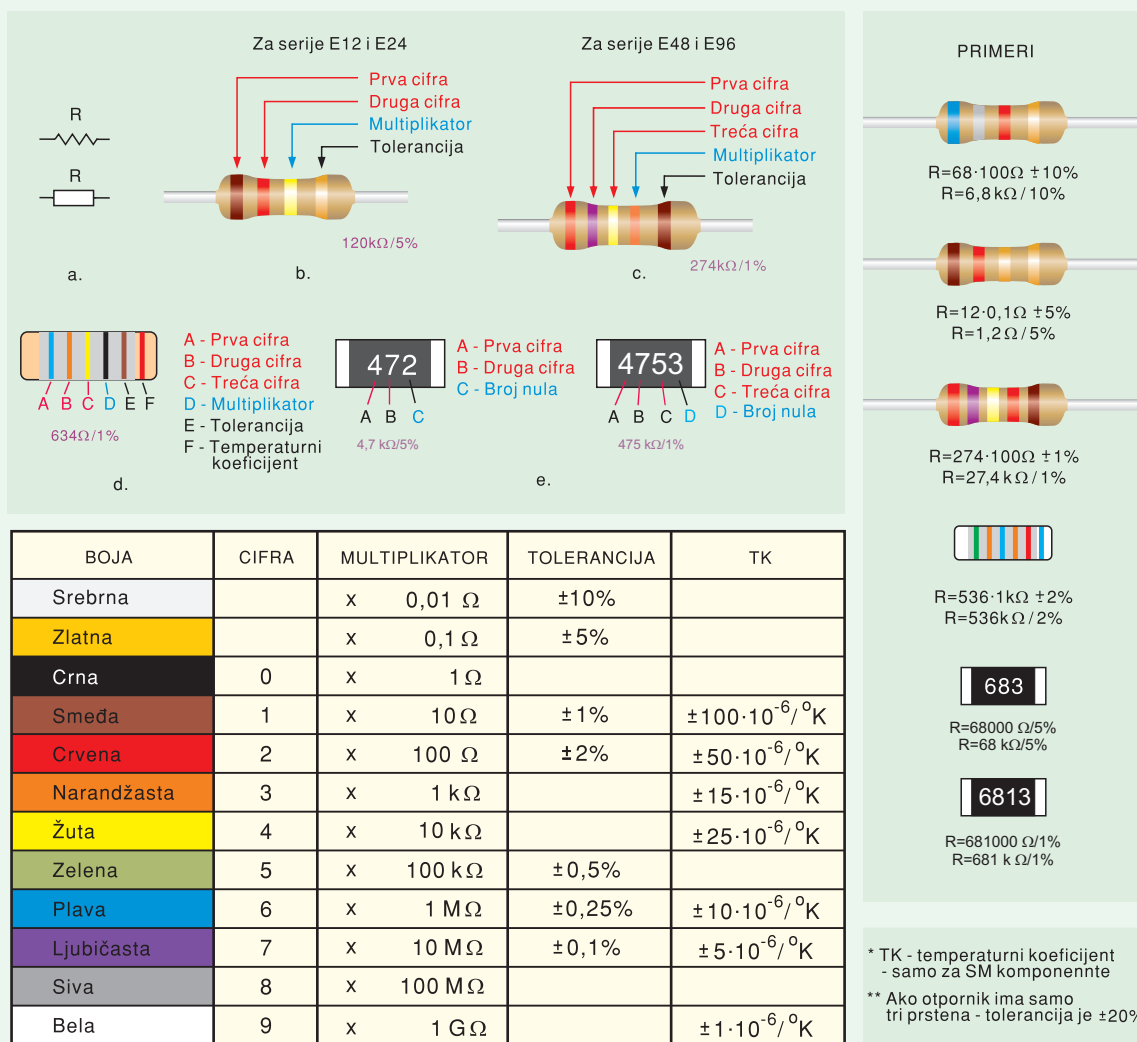 Za serije E12 i E24
Prva cifra
Druga cifra
Multiplikator
Tolerancija
120kΩ/5%
b.
Za serije E48 i E96
Prva cifra
Druga cifra
Treća cifra
Multiplikator
Tolerancija
274kΩ/1%
c.
R
R
a.
A B C D E F
634Ω/1%
A - Prva cifra
B - Druga cifra
C - Treća cifra
D - Multiplikator
E - Tolerancija
F - Temperaturni
koeficijent
d.
472
A B C
4,7 kΩ/5%
A - Prva cifra
B - Druga cifra
C - Broj nula
4753
A B C D
475 kΩ/1%
A - Prva cifra
B - Druga cifra
C - Treća cifra
D - Broj nula
e.
PRIMERI
R=68·100Ω ±10%
R=6,8kΩ/10%
R=12·0,1Ω ±5%
R=1,2Ω/5%
R=274·100Ω ±1%
R=27,4kΩ/1%
R=536·1kΩ ±2%
R=536kΩ/2%
683
R=68000 Ω/5%
R=68 kΩ/5%
6813
R=681000 Ω/1%
R=681 kΩ/1%
BOJA CIFRA MULTIPLIKATOR TOLERANCIJA TK
Srebrna x 0,01 Ω ±10%
Zlatna x 0,1Ω ±5%
Crna 0 x 1Ω
Smeđa 1 x 10Ω ±1% ±100·10⁻⁶/°K
Crvena 2 x 100 Ω ±2% ±50·10⁻⁶/°K
Narandžasta 3 x 1kΩ ±15·10⁻⁶/°K
Žuta 4 x 10kΩ ±25·10⁻⁶/°K
Zelena 5 x 100kΩ ±0,5%
Plava 6 x 1MΩ ±0,25% ±10·10⁻⁶/°K
Ljubičasta 7 x 10MΩ ±0,1% ±5·10⁻⁶/°K
Siva 8 x 100MΩ
Bela 9 x 1GΩ ±1·10⁻⁶/°K
* TK - temperaturni koeficijent
- samo za SM komponennte
** Ako otpornik ima samo
tri prstena - tolerancija je ±20%